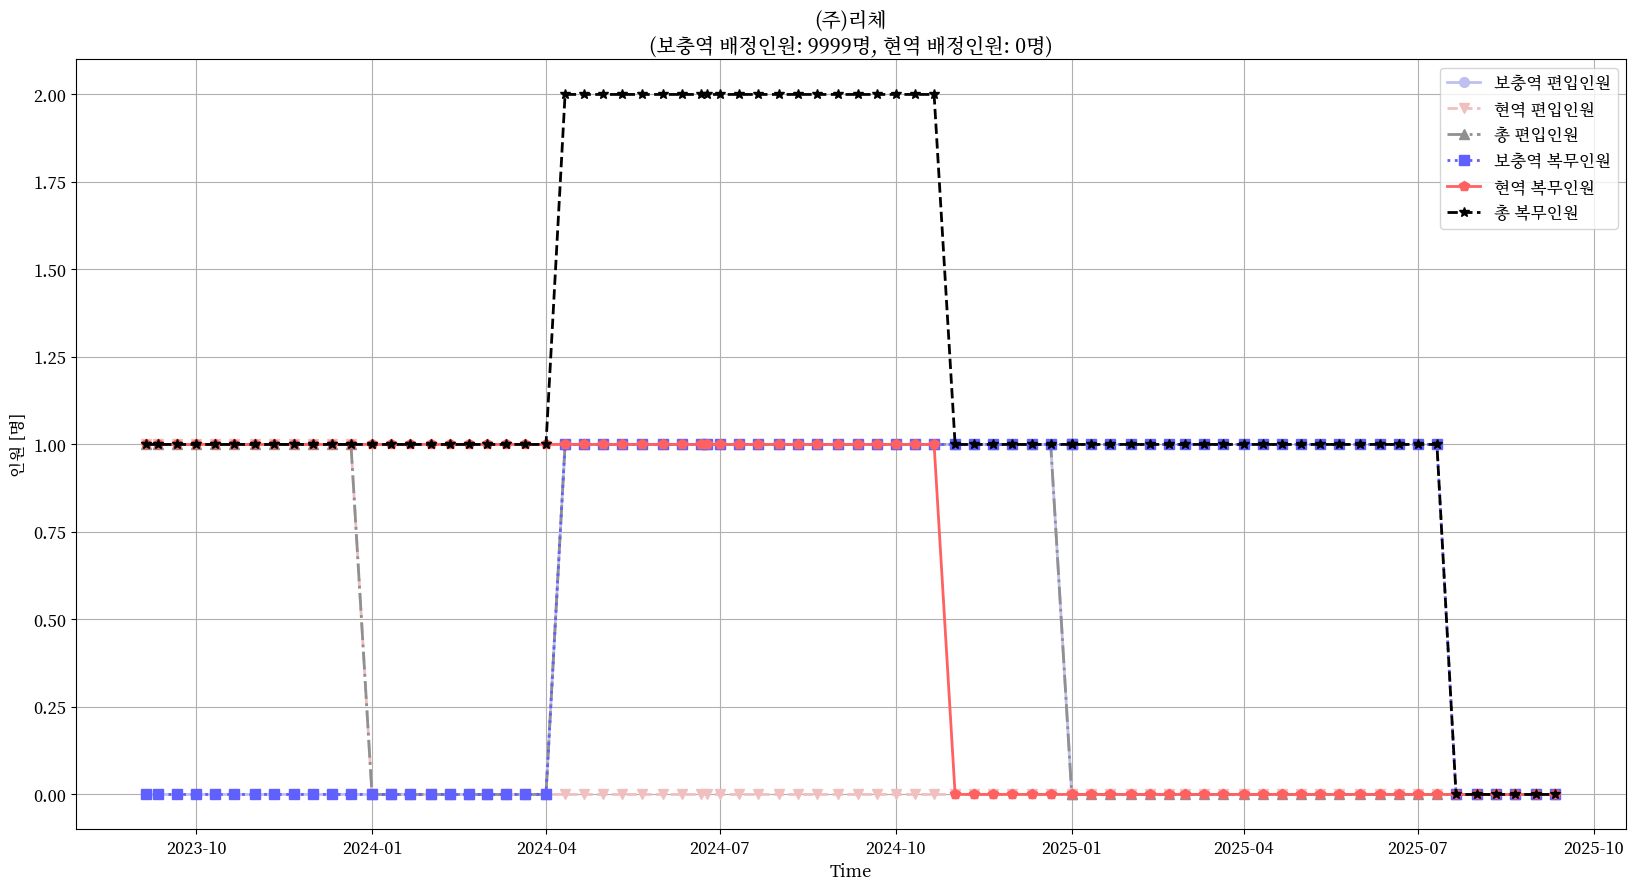 (주)리체
(보충역 배정인원: 9999명, 현역 배정인원: 0명)
보충역 편입인원
현역 편입인원
총 편입인원
보충역 복무인원
현역 복무인원
총 복무인원
인원 [명]
2.00
1.75
1.50
1.25
1.00
0.75
0.50
0.25
0.00
2023-10
2024-01
2024-04
2024-07
2024-10
2025-01
2025-04
2025-07
2025-10
Time